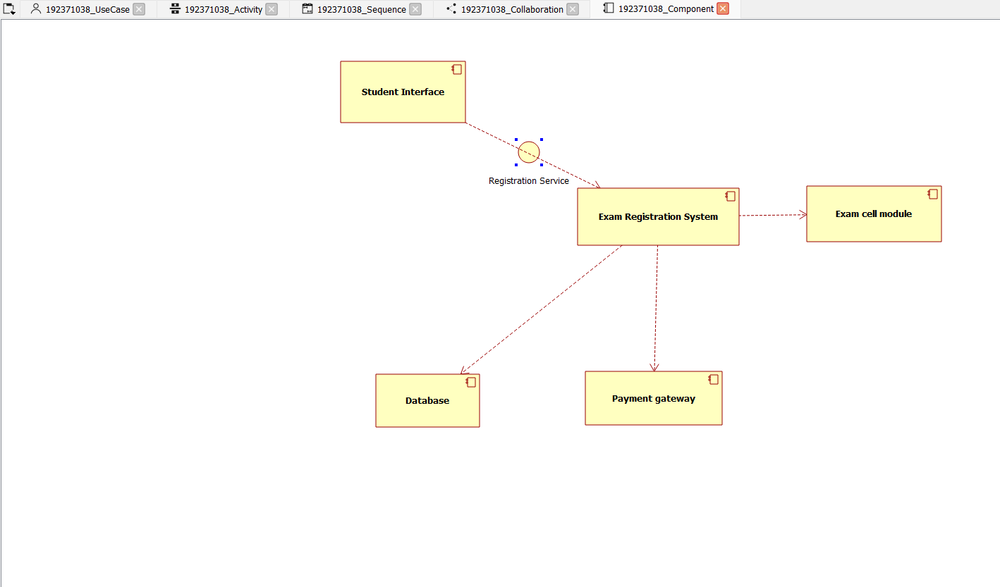 192371038_UseCase
192371038_Activity
192371038_Sequence
192371038_Collaboration
192371038_Component
Student Interface
Registration Service
Exam Registration System
Exam cell module
Database
Payment gateway